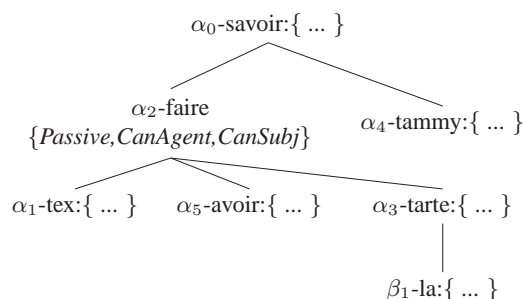 α₀-savoir:{ ... }
α₂-faire
{Passive,CanAgent,CanSubj}
α₄-tammy:{ ... }
α₁-tex:{ ... } α₅-avoir:{ ... } α₃-tarte:{ ... }
β₁-la:{ ... }